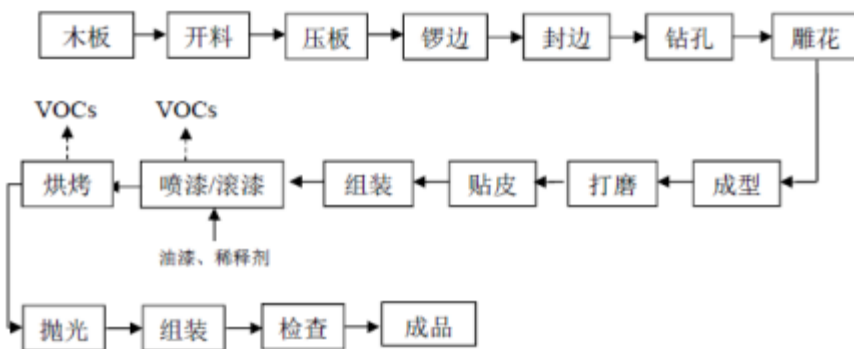 木板 开料 压板 锣边 封边 钻孔 雕花
VOCs VOCs
烘烤 喷漆/滚漆 组装 贴皮 打磨 成型
油漆、稀释剂
抛光 组装 检查 成品